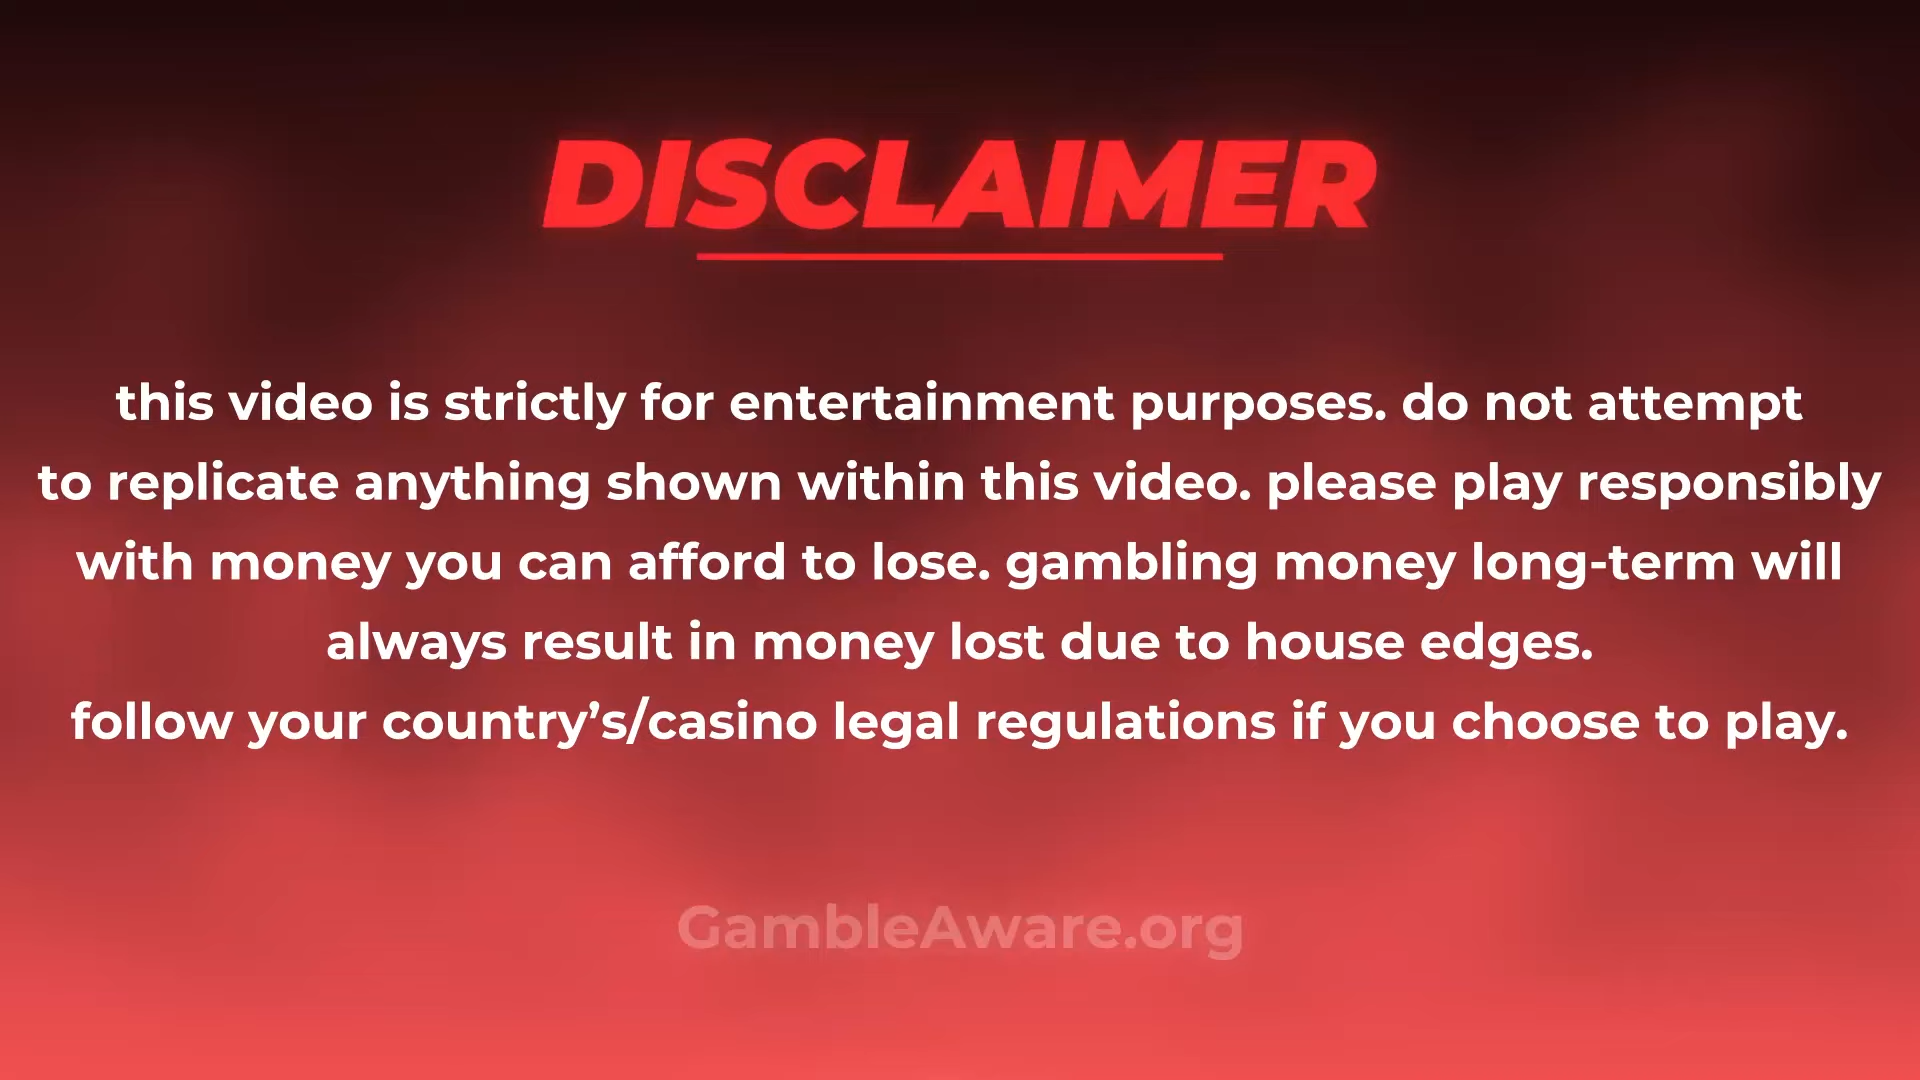 DISCLAIMER
this video is strictly for entertainment purposes. do not attempt
to replicate anything shown within this video. please play responsibly
with money you can afford to lose. gambling money long-term will
always result in money lost due to house edges.
follow your country’s/casino legal regulations if you choose to play.
GambleAware.org